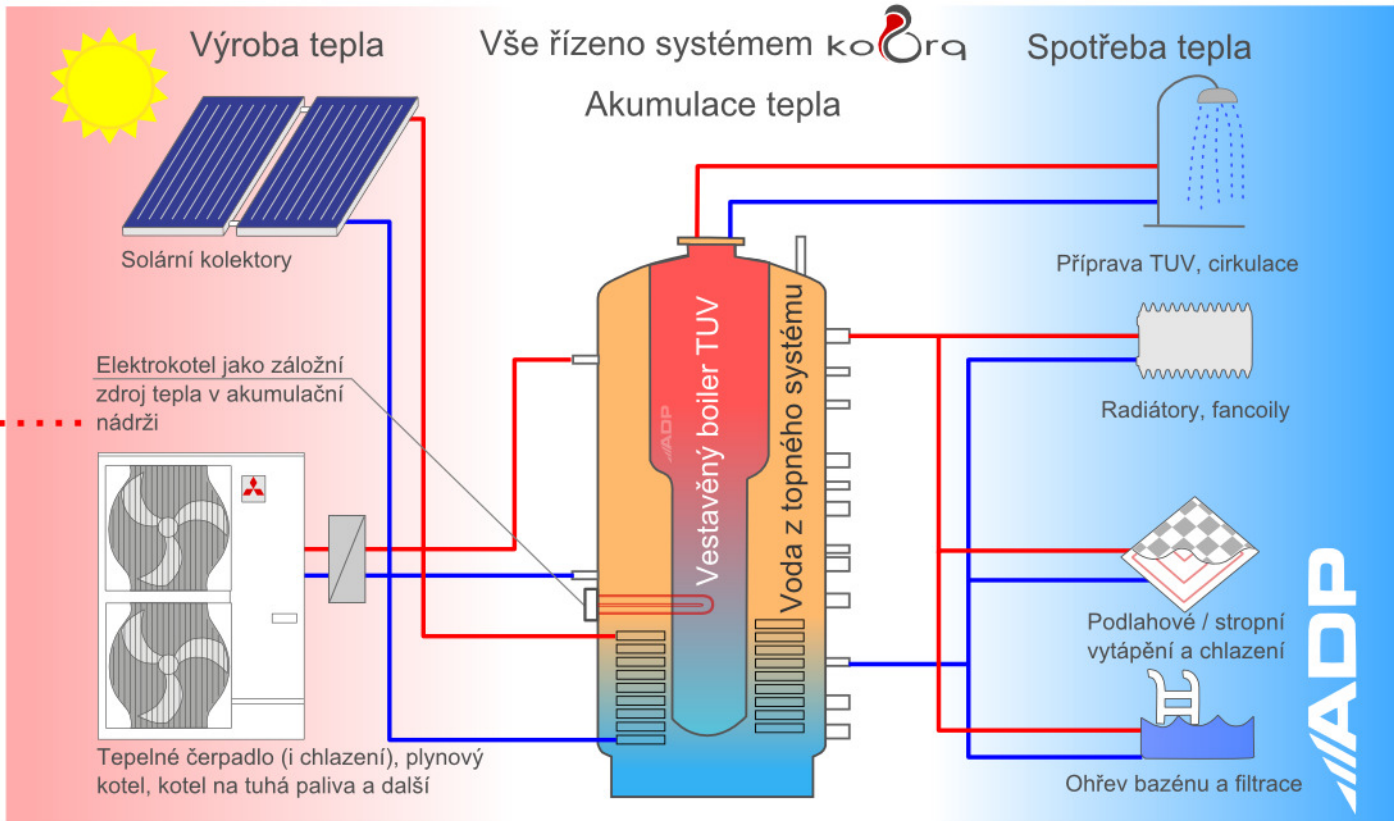 Výroba tepla
Vše řízeno systémem kobrq
Akumulace tepla
Spotřeba tepla
Solární kolektory
Elektrokotel jako záložní
zdroj tepla v akumulační
nádrži
Tepelné čerpadlo (i chlazení), plynový
kotel, kotel na tuhá paliva a další
Vestavěný boiler TUV
Voda z topného systému
ADP
Příprava TUV, cirkulace
Radiátory, fancoily
Podlahové / stropní
vytápění a chlazení
Ohřev bazénu a filtrace
ADP